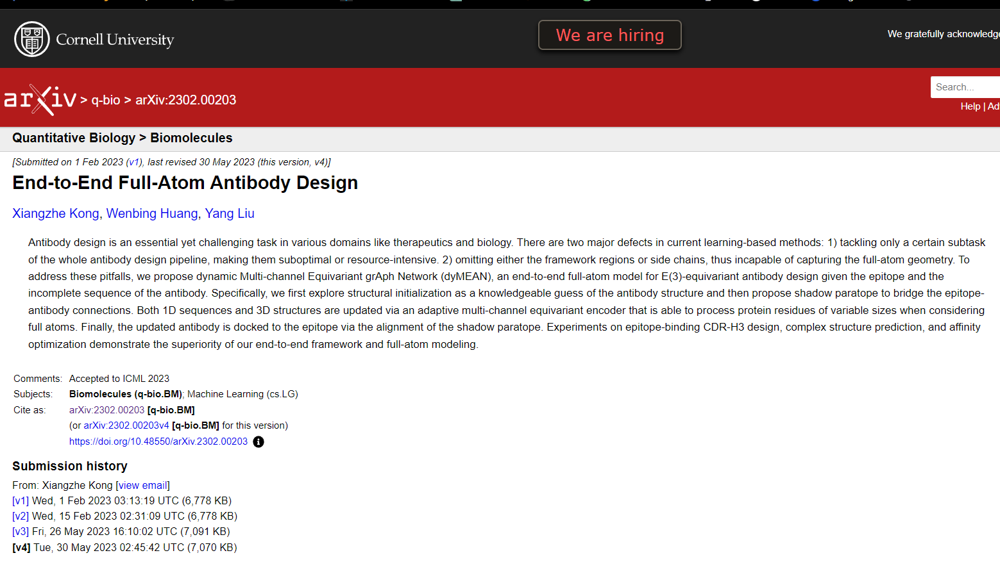 Cornell University
We are hiring
We gratefully acknowledge
arXiv > q-bio > arXiv:2302.00203
Search...
Help | Ad
Quantitative Biology > Biomolecules
[Submitted on 1 Feb 2023 (v1), last revised 30 May 2023 (this version, v4)]
End-to-End Full-Atom Antibody Design
Xiangzhe Kong, Wenbing Huang, Yang Liu
Antibody design is an essential yet challenging task in various domains like therapeutics and biology. There are two major defects in current learning-based methods: 1) tackling only a certain subtask
of the whole antibody design pipeline, making them suboptimal or resource-intensive. 2) omitting either the framework regions or side chains, thus incapable of capturing the full-atom geometry. To
address these pitfalls, we propose dynamic Multi-channel Equivariant grAph Network (dyMEAN), an end-to-end full-atom model for E(3)-equivariant antibody design given the epitope and the
incomplete sequence of the antibody. Specifically, we first explore structural initialization as a knowledgeable guess of the antibody structure and then propose shadow paratope to bridge the epitope-
antibody connections. Both 1D sequences and 3D structures are updated via an adaptive multi-channel equivariant encoder that is able to process protein residues of variable sizes when considering
full atoms. Finally, the updated antibody is docked to the epitope via the alignment of the shadow paratope. Experiments on epitope-binding CDR-H3 design, complex structure prediction, and affinity
optimization demonstrate the superiority of our end-to-end framework and full-atom modeling.
Comments: Accepted to ICML 2023
Subjects: Biomolecules (q-bio.BM); Machine Learning (cs.LG)
Cite as: arXiv:2302.00203 [q-bio.BM]
(or arXiv:2302.00203v4 [q-bio.BM] for this version)
https://doi.org/10.48550/arXiv.2302.00203
Submission history
From: Xiangzhe Kong [view email]
[v1] Wed, 1 Feb 2023 03:13:19 UTC (6,778 KB)
[v2] Wed, 15 Feb 2023 02:31:09 UTC (6,778 KB)
[v3] Fri, 26 May 2023 16:10:02 UTC (7,091 KB)
[v4] Tue, 30 May 2023 02:45:42 UTC (7,070 KB)